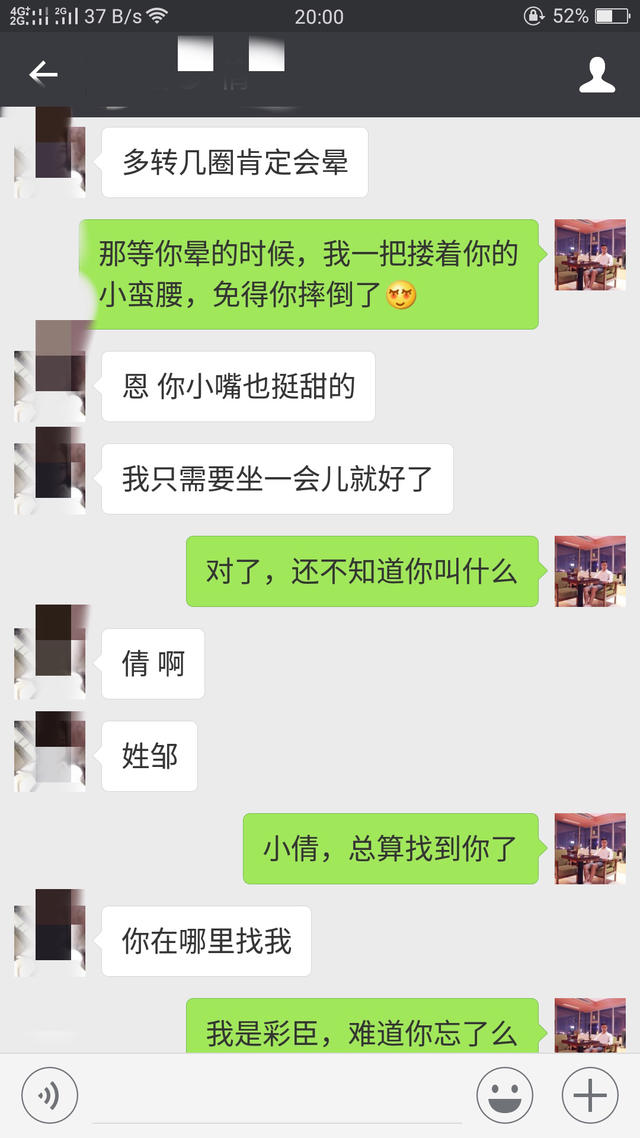 4G+ 2G 2G 37 B/s 20:00 52%
多转几圈肯定会晕
那等你晕的时候，我一把搂着你的
小蛮腰，免得你摔倒了
恩 你小嘴也挺甜的
我只需要坐一会儿就好了
对了，还不知道你叫什么
倩 啊
姓邹
小倩，总算找到你了
你在哪里找我
我是彩臣，难道你忘了么